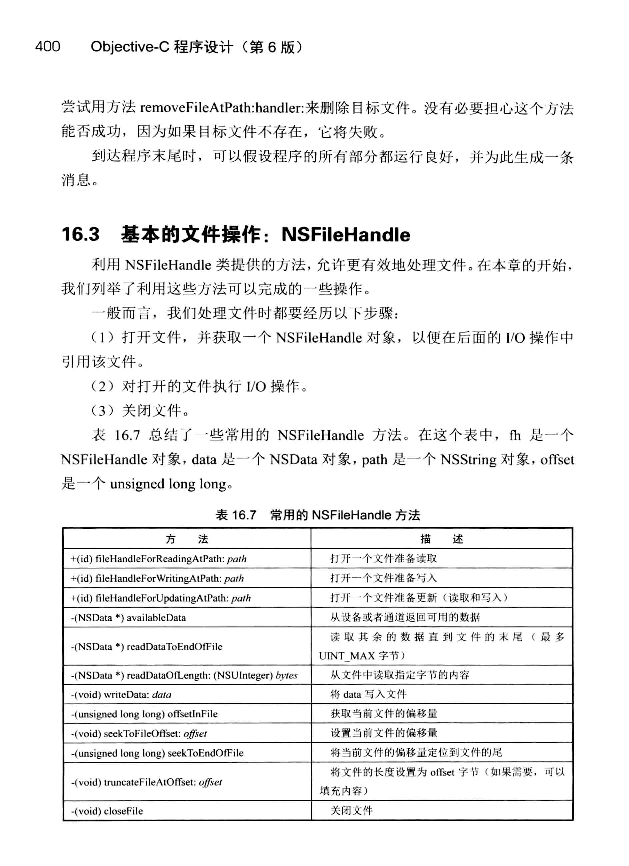 400 Objective-C 程序设计（第 6 版）
尝试用方法 removeFileAtPath:handler:来删除目标文件。没有必要担心这个方法
能否成功，因为如果目标文件不存在，它将失败。
到达程序末尾时，可以假设程序的所有部分都运行良好，并为此生成一条
消息。
16.3 基本的文件操作：NSFileHandle
利用 NSFileHandle 类提供的方法，允许更有效地处理文件。在本章的开始，
我们列举了利用这些方法可以完成的一些操作。
一般而言，我们处理文件时都要经历以下步骤：
（1）打开文件，并获取一个 NSFileHandle 对象，以便在后面的 I/O 操作中
引用该文件。
（2）对打开的文件执行 I/O 操作。
（3）关闭文件。
表 16.7 总结了一些常用的 NSFileHandle 方法。在这个表中，fh 是一个
NSFileHandle 对象，data 是一个 NSData 对象，path 是一个 NSString 对象，offset
是一个 unsigned long long。
表 16.7 常用的 NSFileHandle 方法
方 法 描 述
+(id) fileHandleForReadingAtPath: path 打开一个文件准备读取
+(id) fileHandleForWritingAtPath: path 打开一个文件准备写入
+(id) fileHandleForUpdatingAtPath: path 打开一个文件准备更新（读取和写入）
-(NSData *) availableData 从设备或者通道返回可用的数据
-(NSData *) readDataToEndOfFile 读取其余的数据直到文件的末尾（最多
UINT_MAX 字节）
-(NSData *) readDataOfLength: (NSUInteger) bytes 从文件中读取指定字节的内容
-(void) writeData: data 将 data 写入文件
-(unsigned long long) offsetInFile 获取当前文件的偏移量
-(void) seekToFileOffset: offset 设置当前文件的偏移量
-(unsigned long long) seekToEndOfFile 将当前文件的偏移量定位到文件的尾
-(void) truncateFileAtOffset: offset 将文件的长度设置为 offset 字节（如果需要，可以
填充内容）
-(void) closeFile 关闭文件